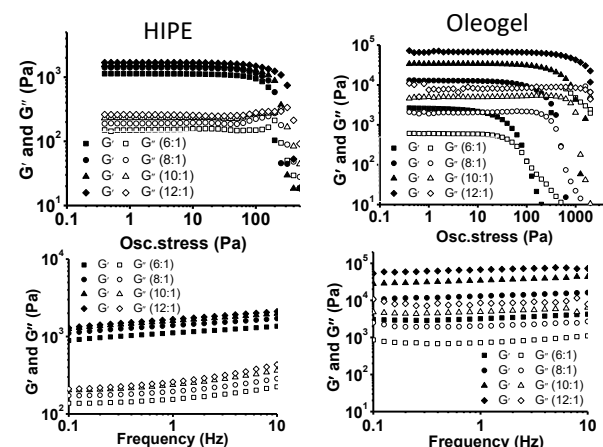 HIPE
Oleogel
G′ and G″ (Pa)
10³
10²
10¹
G′ G″ (6:1)
G′ G″ (8:1)
G′ G″ (10:1)
G′ G″ (12:1)
0.1 1 10 100
Osc.stress (Pa)
G′ and G″ (Pa)
10⁵
10⁴
10³
10²
10¹
G′ G″ (6:1)
G′ G″ (8:1)
G′ G″ (10:1)
G′ G″ (12:1)
0.1 1 10 100 1000
Osc.stress (Pa)
G′ and G″ (Pa)
10⁴
10³
10²
G′ G″ (6:1)
G′ G″ (8:1)
G′ G″ (10:1)
G′ G″ (12:1)
0.1 1 10
Frequency (Hz)
G′ and G″ (Pa)
10⁵
10⁴
10³
10²
10¹
G′ G″ (6:1)
G′ G″ (8:1)
G′ G″ (10:1)
G′ G″ (12:1)
0.1 1 10
Frequency (Hz)